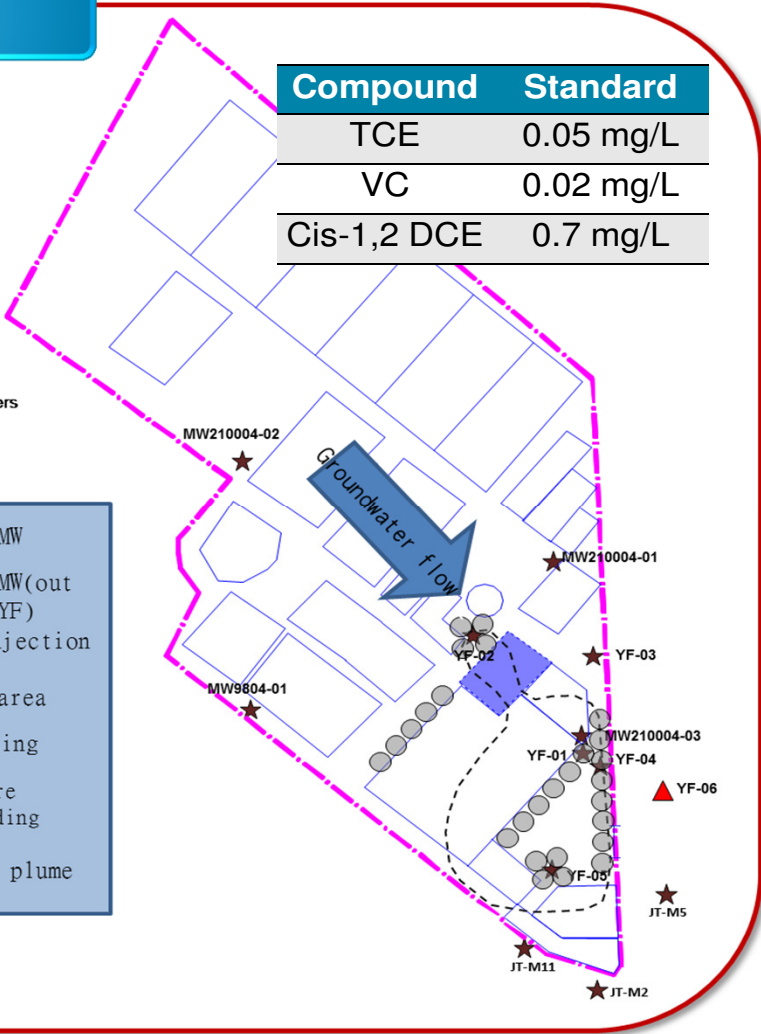 Compound Standard
TCE 0.05 mg/L
VC 0.02 mg/L
Cis-1,2 DCE 0.7 mg/L
ers
MW210004-02
Groundwater flow
MW
MW(out
YF)
jection
area
ing
re
ding
plume
MW210004-01
YF-02
YF-03
MW9804-01
MW210004-03
YF-01
YF-04
YF-06
YF-05
JT-M5
JT-M11
JT-M2